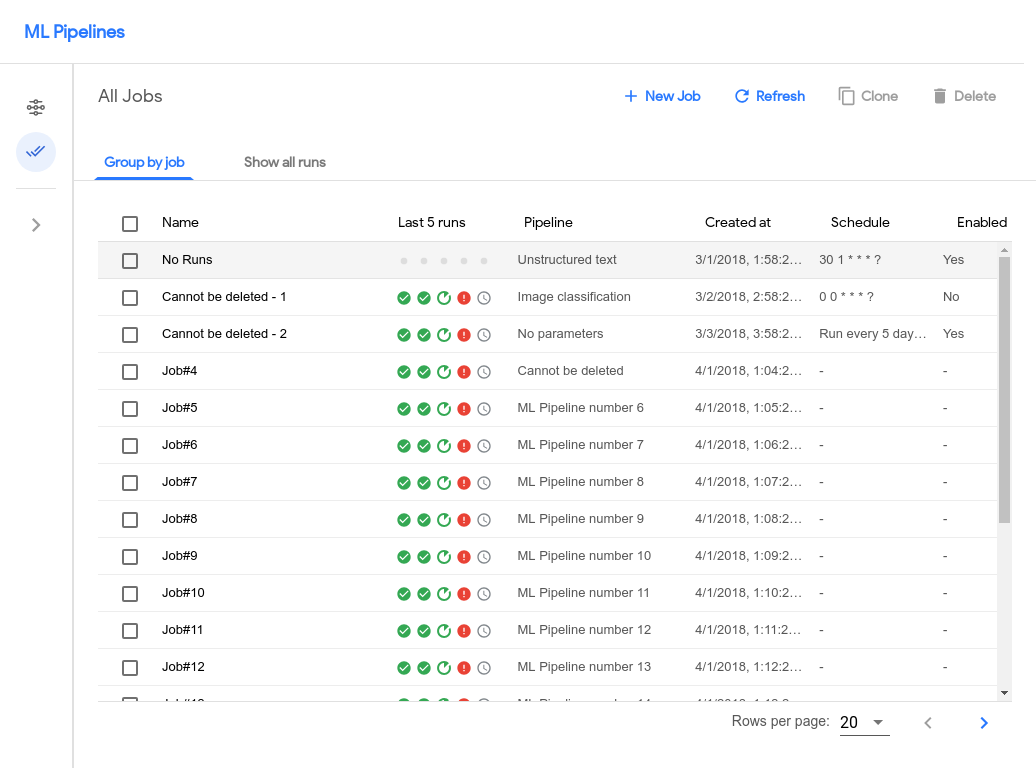 ML Pipelines
All Jobs
New Job Refresh Clone Delete
Group by job Show all runs
Name Last 5 runs Pipeline Created at Schedule Enabled
No Runs Unstructured text 3/1/2018, 1:58:2… 30 1 * * * ? Yes
Cannot be deleted - 1 Image classification 3/2/2018, 2:58:2… 0 0 * * * ? No
Cannot be deleted - 2 No parameters 3/3/2018, 3:58:2… Run every 5 day… Yes
Job#4 Cannot be deleted 4/1/2018, 1:04:2… - -
Job#5 ML Pipeline number 6 4/1/2018, 1:05:2… - -
Job#6 ML Pipeline number 7 4/1/2018, 1:06:2… - -
Job#7 ML Pipeline number 8 4/1/2018, 1:07:2… - -
Job#8 ML Pipeline number 9 4/1/2018, 1:08:2… - -
Job#9 ML Pipeline number 10 4/1/2018, 1:09:2… - -
Job#10 ML Pipeline number 11 4/1/2018, 1:10:2… - -
Job#11 ML Pipeline number 12 4/1/2018, 1:11:2… - -
Job#12 ML Pipeline number 13 4/1/2018, 1:12:2… - -
Rows per page: 20